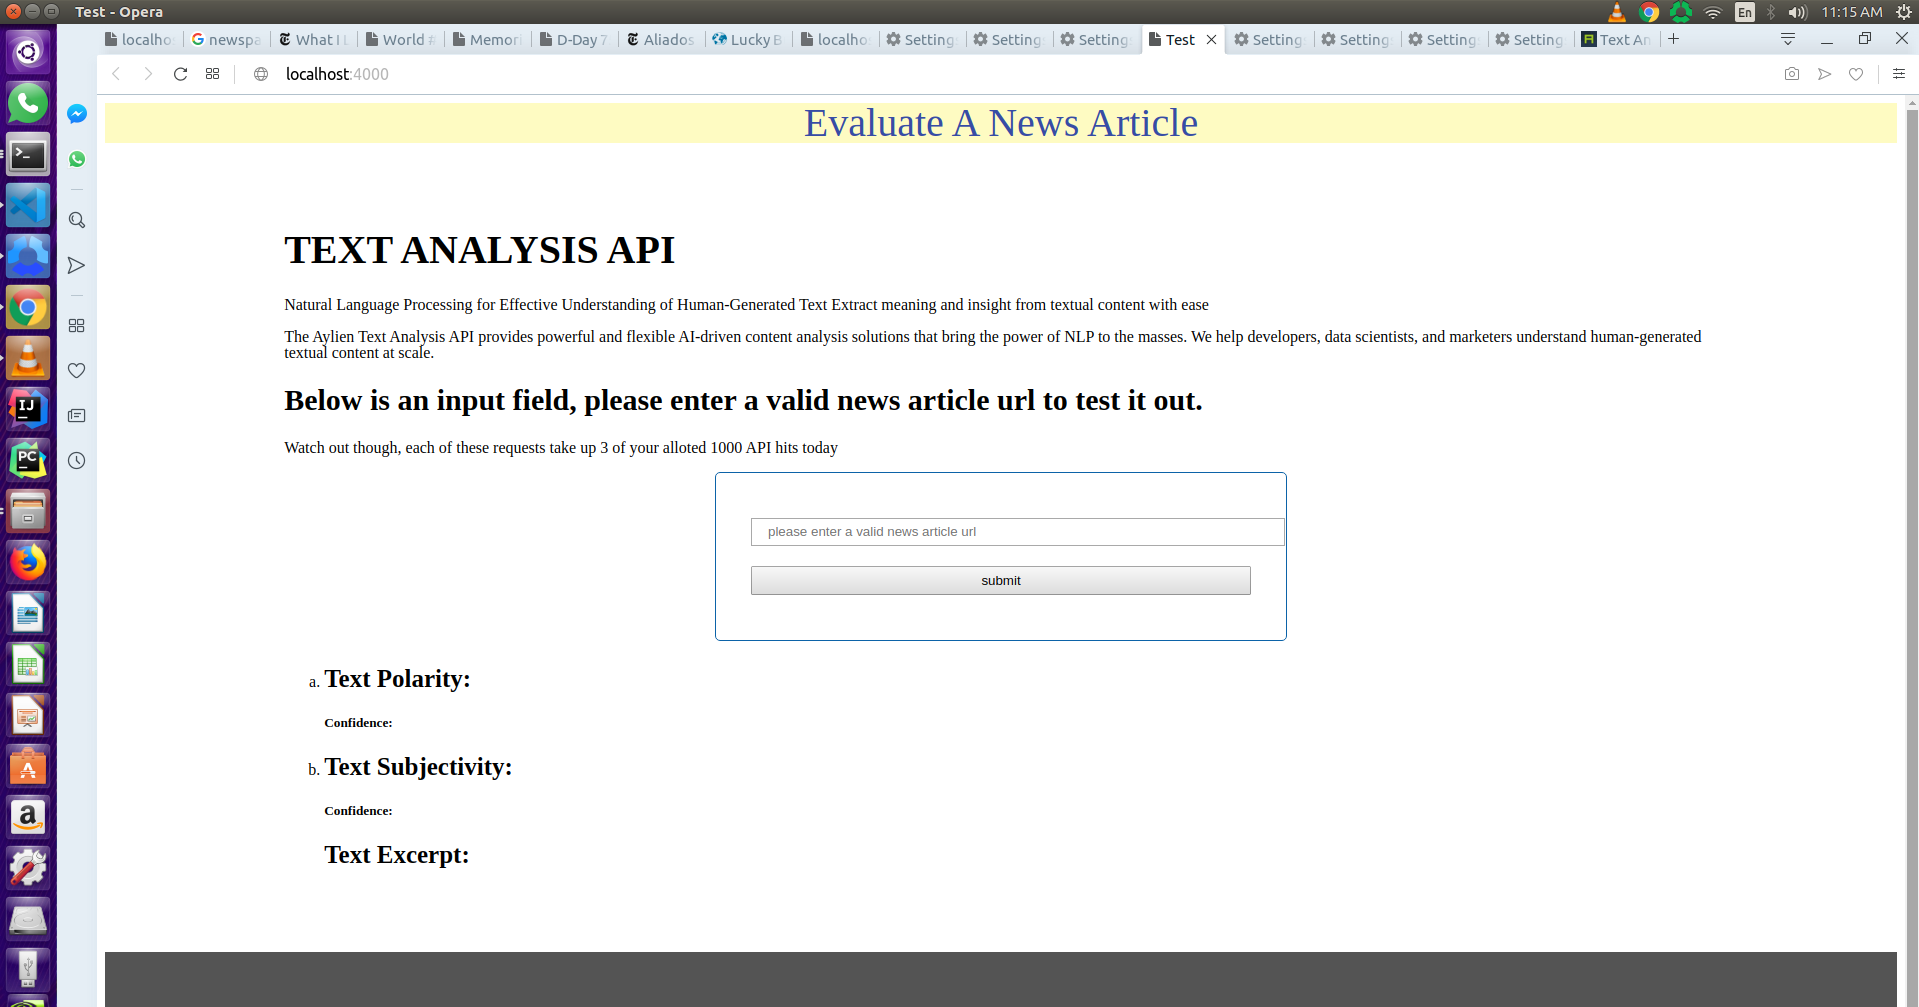 Test - Opera
En
11:15 AM
localho
newspa
What I L
World
Memori
D-Day 7
Aliados
Lucky B
localho
Setting
Setting
Setting
Test
Setting
Setting
Setting
Setting
Text An
localhost:4000
Evaluate A News Article
TEXT ANALYSIS API
Natural Language Processing for Effective Understanding of Human-Generated Text Extract meaning and insight from textual content with ease
The Aylien Text Analysis API provides powerful and flexible AI-driven content analysis solutions that bring the power of NLP to the masses. We help developers, data scientists, and marketers understand human-generated
textual content at scale.
Below is an input field, please enter a valid news article url to test it out.
Watch out though, each of these requests take up 3 of your alloted 1000 API hits today
please enter a valid news article url
submit
a. Text Polarity:
Confidence:
b. Text Subjectivity:
Confidence:
Text Excerpt: